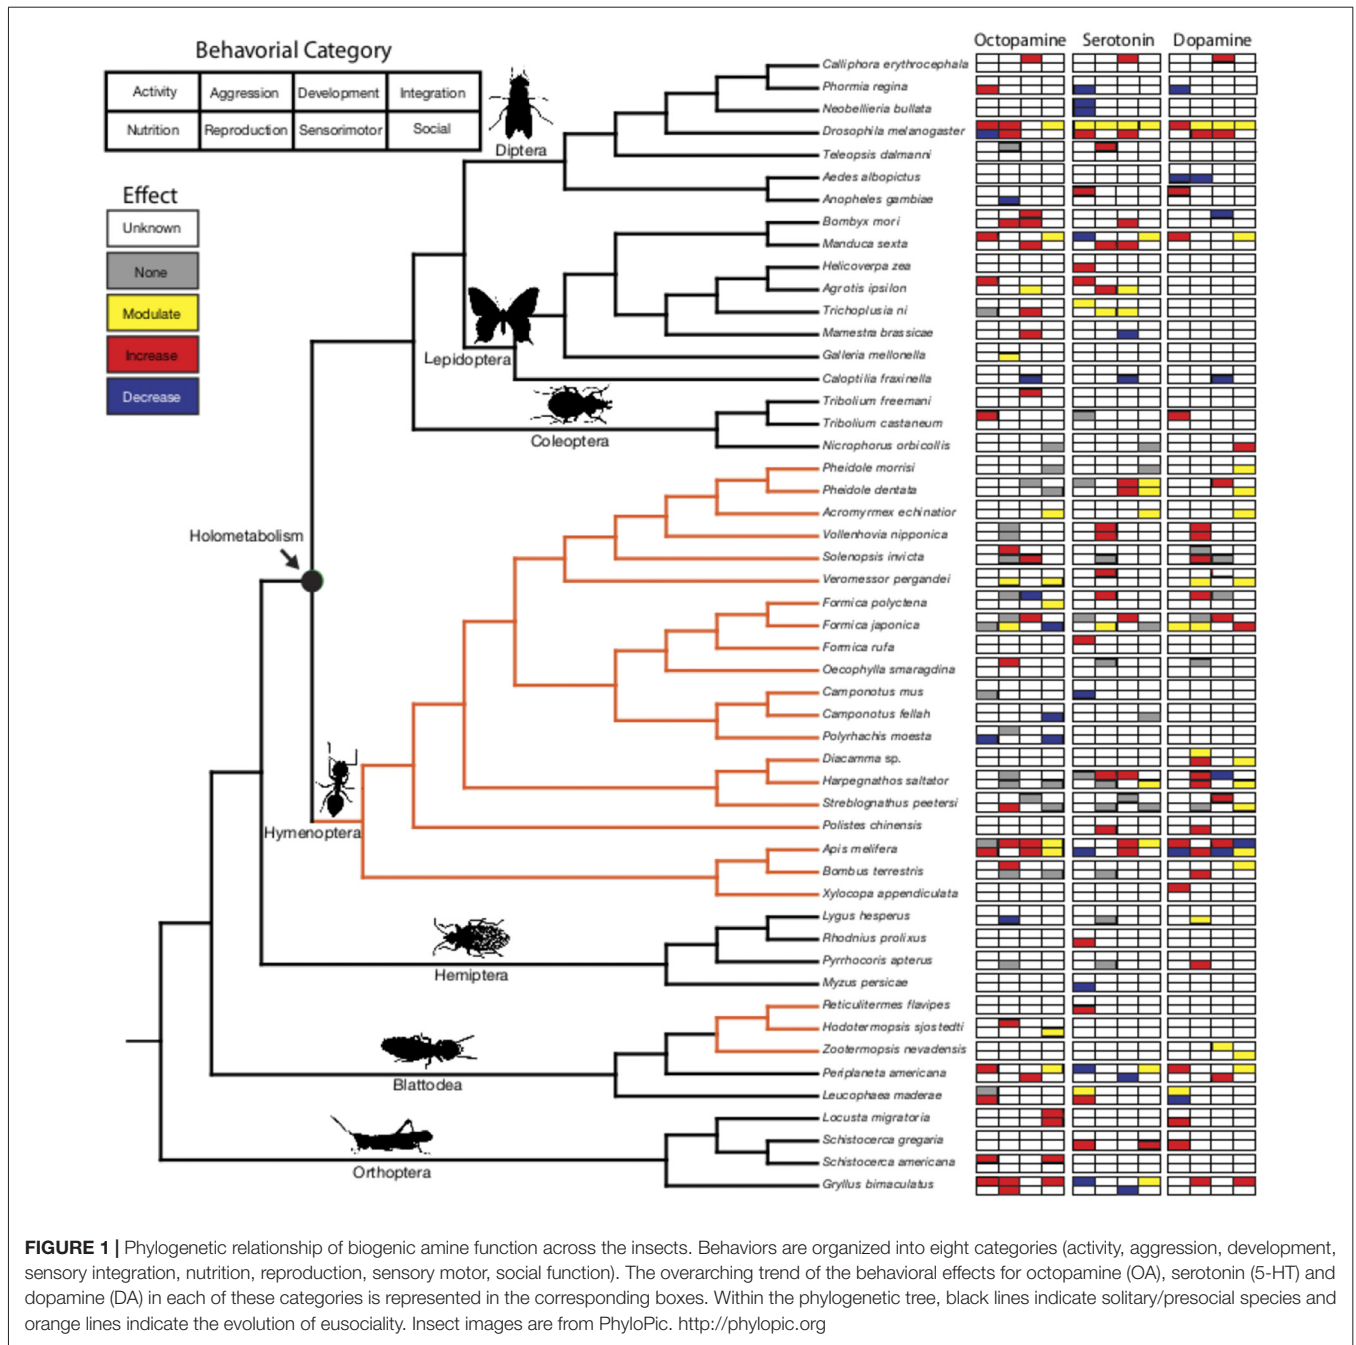 Behavorial Category
Activity Aggression Development Integration
Nutrition Reproduction Sensorimotor Social
Effect
Unknown
None
Modulate
Increase
Decrease
Octopamine Serotonin Dopamine
Diptera
Lepidoptera
Coleoptera
Holometabolism
Hymenoptera
Hemiptera
Blattodea
Orthoptera
Calliphora erythrocephala
Phormia regina
Neobellieria bullata
Drosophila melanogaster
Teleopsis dalmanni
Aedes albopictus
Anopheles gambiae
Bombyx mori
Manduca sexta
Helicoverpa zea
Agrotis ipsilon
Trichoplusia ni
Mamestra brassicae
Galleria mellonella
Caloptilia fraxinella
Tribolium freemani
Tribolium castaneum
Nicrophorus orbicollis
Pheidole morrisi
Pheidole dentata
Acromyrmex echinatior
Vollenhovia nipponica
Solenopsis invicta
Veromessor pergandei
Formica polyctena
Formica japonica
Formica rufa
Oecophylla smaragdina
Camponotus mus
Camponotus fellah
Polyrhachis moesta
Diacamma sp.
Harpegnathos saltator
Streblognathus peetersi
Polistes chinensis
Apis melifera
Bombus terrestris
Xylocopa appendiculata
Lygus hesperus
Rhodnius prolixus
Pyrrhocoris apterus
Myzus persicae
Reticulitermes flavipes
Hodotermopsis sjostedti
Zootermopsis nevadensis
Periplaneta americana
Leucophaea maderae
Locusta migratoria
Schistocerca gregaria
Schistocerca americana
Gryllus bimaculatus
FIGURE 1 | Phylogenetic relationship of biogenic amine function across the insects. Behaviors are organized into eight categories (activity, aggression, development,
sensory integration, nutrition, reproduction, sensory motor, social function). The overarching trend of the behavioral effects for octopamine (OA), serotonin (5-HT) and
dopamine (DA) in each of these categories is represented in the corresponding boxes. Within the phylogenetic tree, black lines indicate solitary/presocial species and
orange lines indicate the evolution of eusociality. Insect images are from PhyloPic. http://phylopic.org